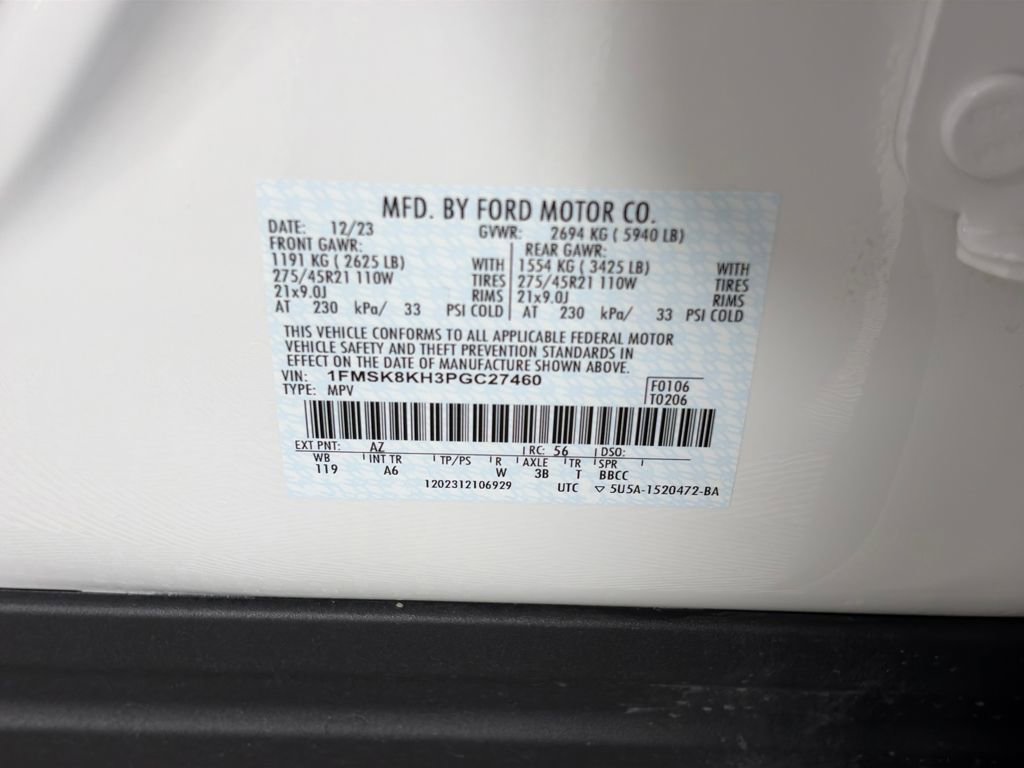 MFD. BY FORD MOTOR CO.
DATE: 12/23 GVWR: 2694 KG ( 5940 LB)
FRONT GAWR: REAR GAWR:
1191 KG ( 2625 LB) WITH 1554 KG ( 3425 LB) WITH
275/45R21 110W TIRES 275/45R21 110W TIRES
21x9.0J RIMS 21x9.0J RIMS
AT 230 kPa/ 33 PSI COLD AT 230 kPa/ 33 PSI COLD
THIS VEHICLE CONFORMS TO ALL APPLICABLE FEDERAL MOTOR
VEHICLE SAFETY AND THEFT PREVENTION STANDARDS IN
EFFECT ON THE DATE OF MANUFACTURE SHOWN ABOVE.
VIN: 1FMSK8KH3PGC27460 F0106
TYPE: MPV T0206
EXT PNT: AZ RC: 56 DSO:
WB INT TR TP/PS R AXLE TR SPR
119 A6 W 3B T BBCC
1202312106929 UTC ▽ 5U5A-1520472-BA